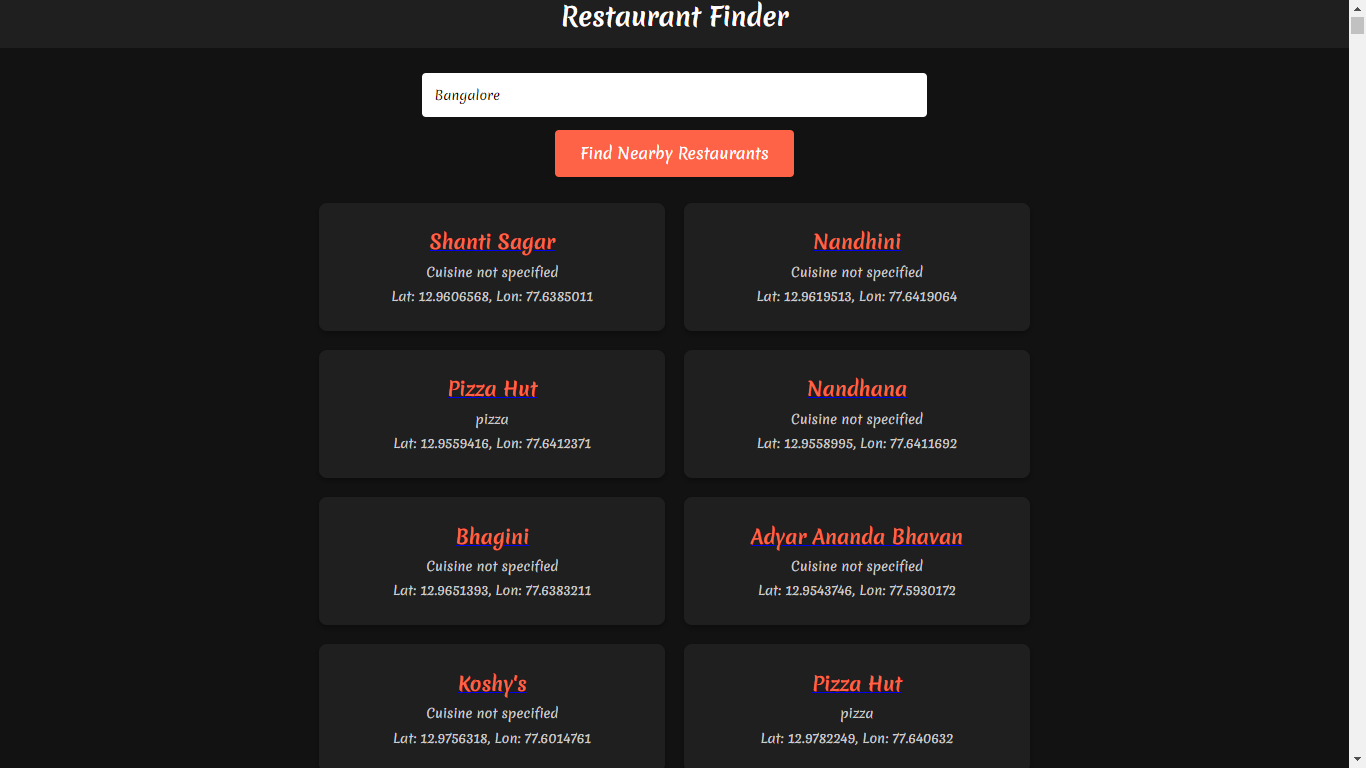 Restaurant Finder
Bangalore
Find Nearby Restaurants
Shanti Sagar
Cuisine not specified
Lat: 12.9606568, Lon: 77.6385011
Nandhini
Cuisine not specified
Lat: 12.9619513, Lon: 77.6419064
Pizza Hut
pizza
Lat: 12.9559416, Lon: 77.6412371
Nandhana
Cuisine not specified
Lat: 12.9558995, Lon: 77.6411692
Bhagini
Cuisine not specified
Lat: 12.9651393, Lon: 77.6383211
Adyar Ananda Bhavan
Cuisine not specified
Lat: 12.9543746, Lon: 77.5930172
Koshy's
Cuisine not specified
Lat: 12.9756318, Lon: 77.6014761
Pizza Hut
pizza
Lat: 12.9782249, Lon: 77.640632